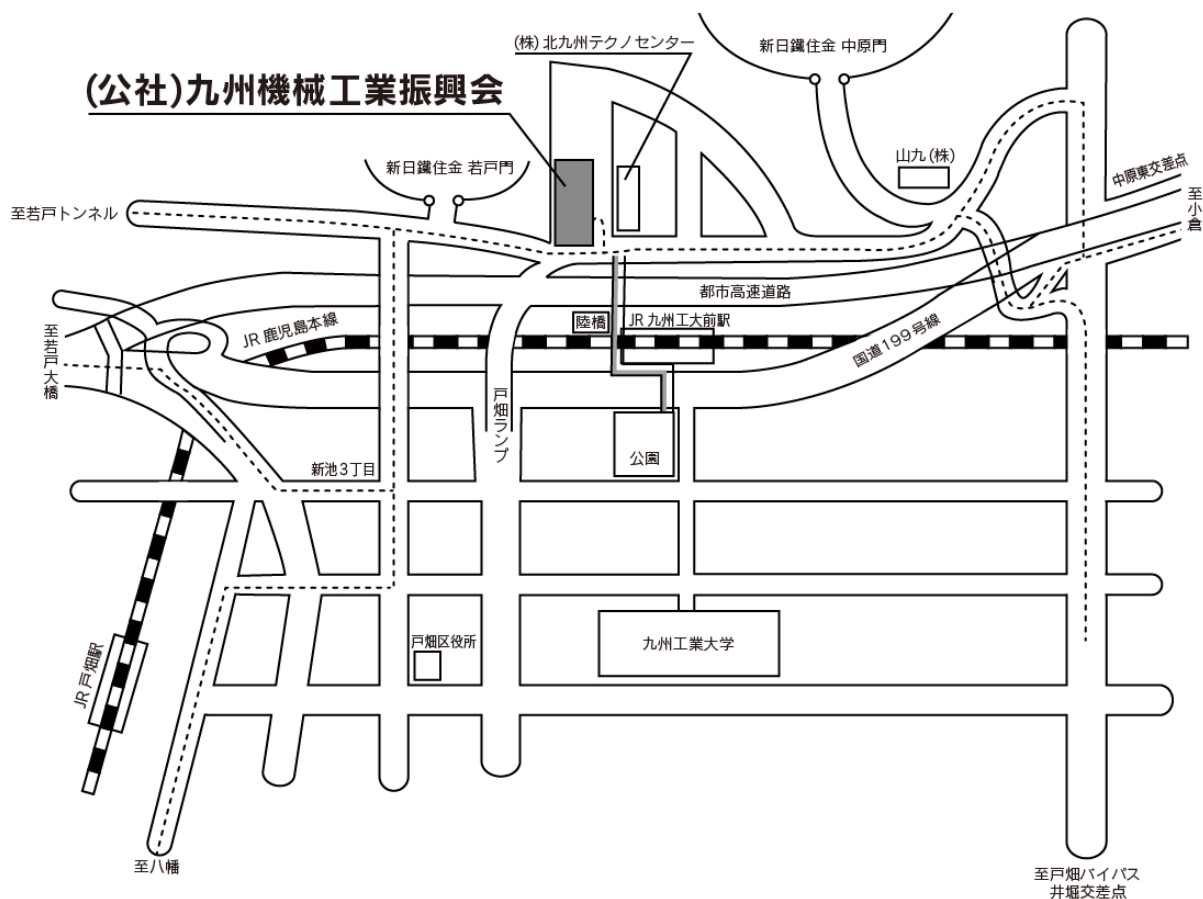 (株)北九州テクノセンター
新日鐵住金 中原門
(公社)九州機械工業振興会
山九(株)
新日鐵住金 若戸門
中原東交差点
至小倉
至若戸トンネル
都市高速道路
陸橋
JR 九州工大前駅
JR 鹿児島本線
国道199号線
至若戸大橋
戸畑ランプ
公園
新池3丁目
戸畑区役所
九州工業大学
JR 戸畑駅
至八幡
至戸畑バイパス
井堀交差点